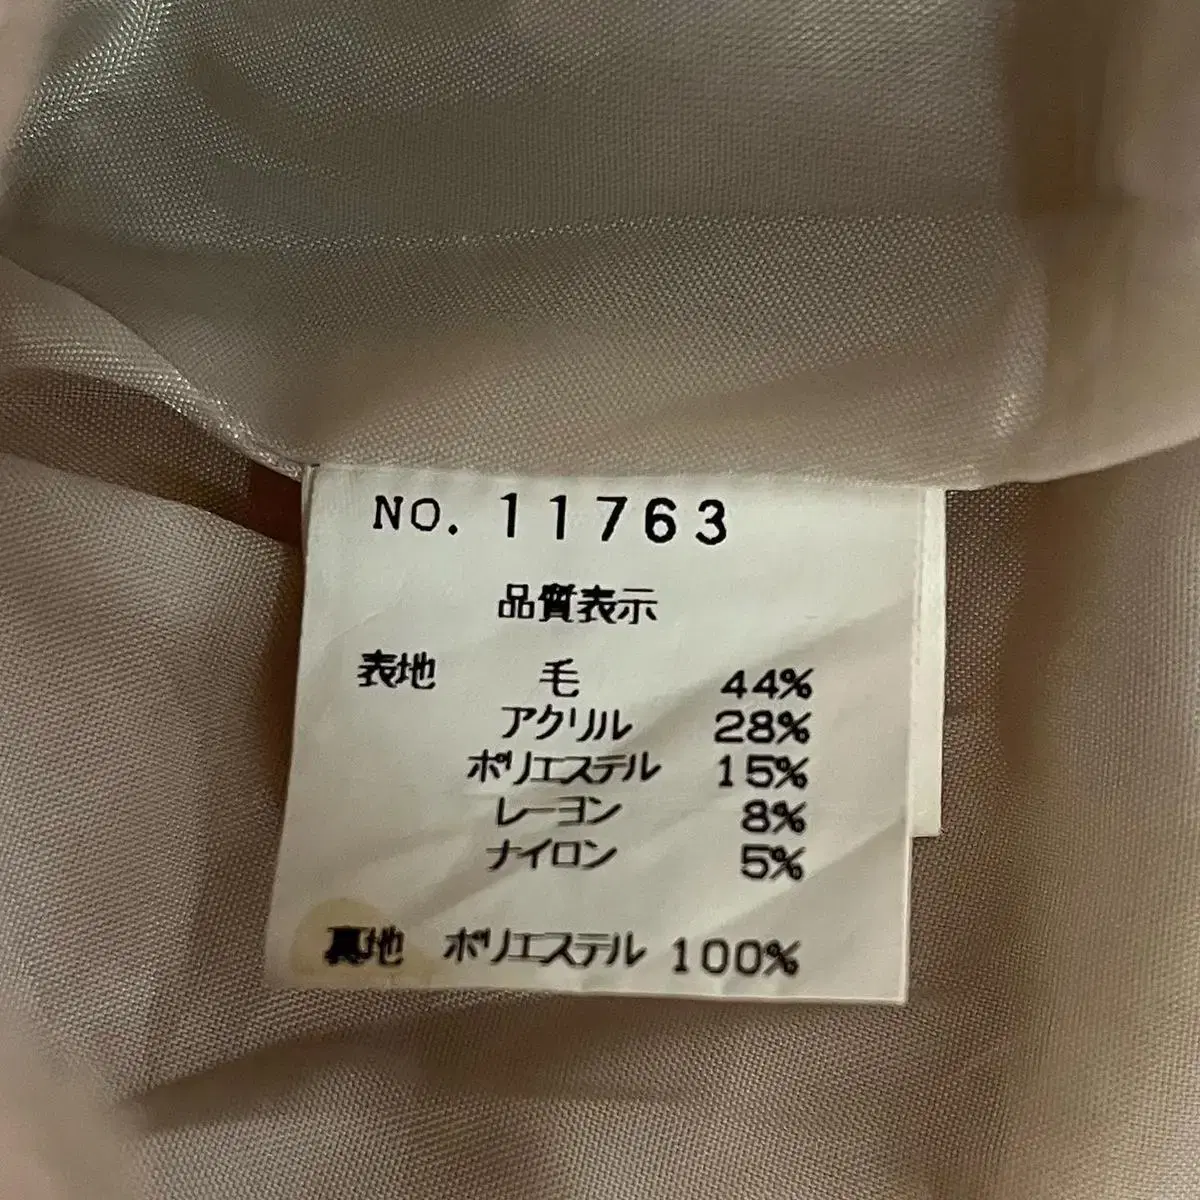 NO. 11763
品質表示
表地 毛 44%
アクリル 28%
ポリエステル 15%
レーヨン 8%
ナイロン 5%
裏地 ポリエステル 100%